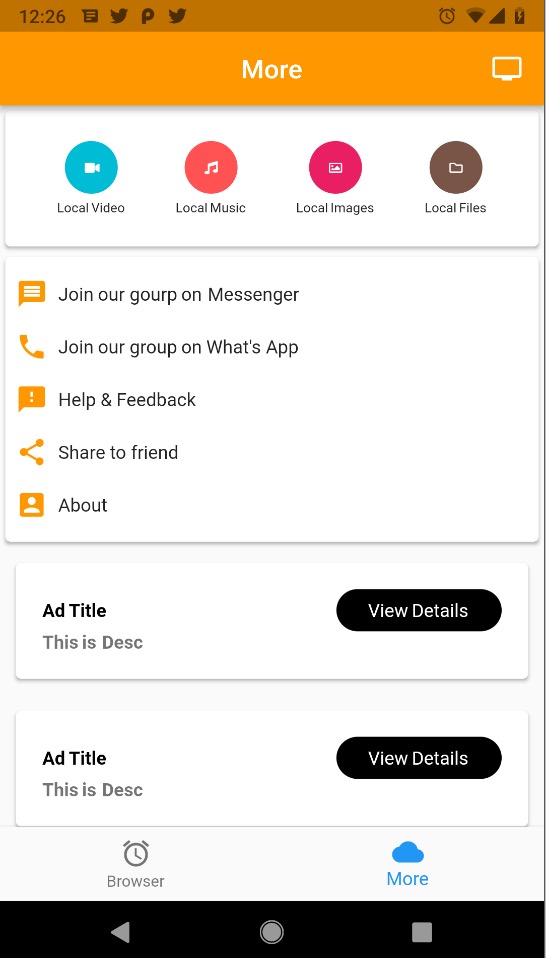 12:26
More
Local Video
Local Music
Local Images
Local Files
Join our gourp on Messenger
Join our group on What's App
Help & Feedback
Share to friend
About
Ad Title
View Details
This is Desc
Ad Title
View Details
This is Desc
Browser
More